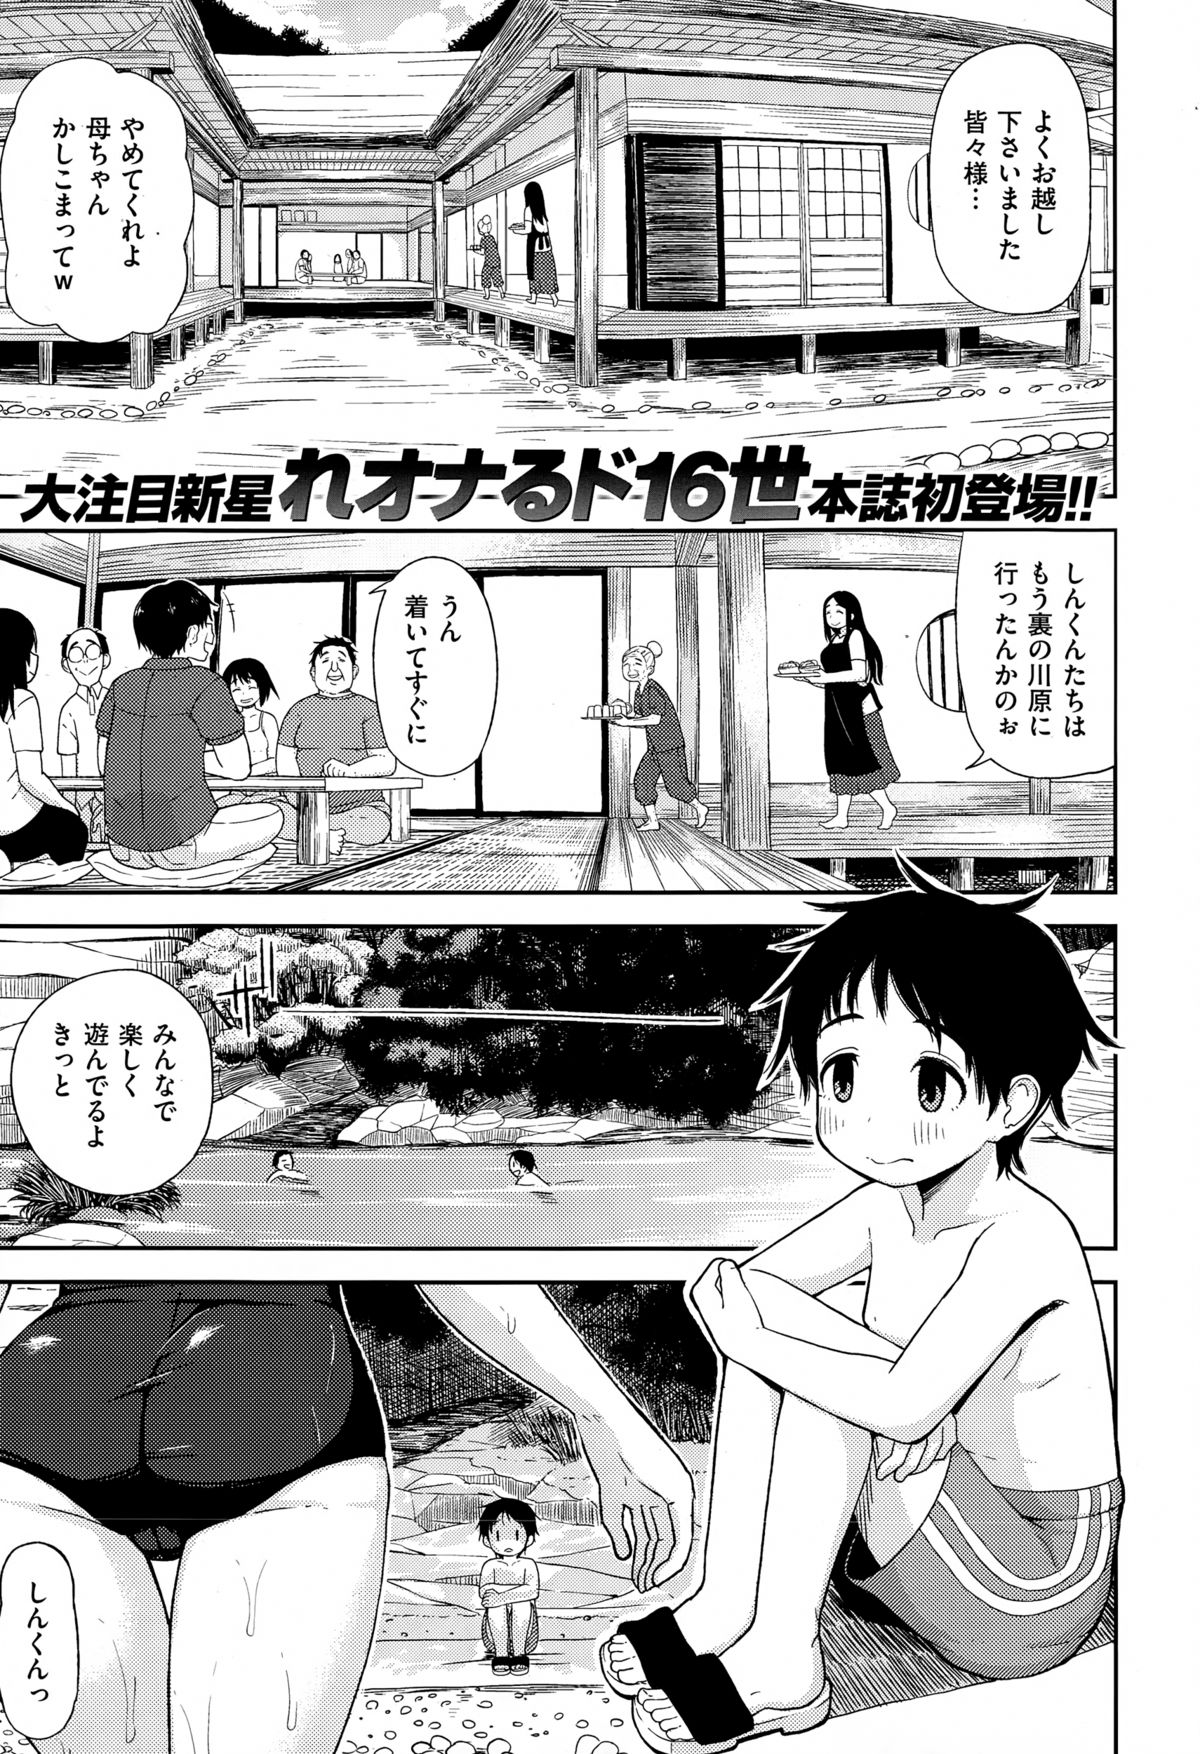 よくお越し
下さいました
皆々様…
やめてくれよ
母ちゃん
かしこまってw
大注目新星れオナるド16世本誌初登場!!
しんくんたちは
もう裏の川原に
行ったんかのぉ
うん
着いてすぐに
みんなで
楽しく
遊んでるよ
きっと
しんくんっ